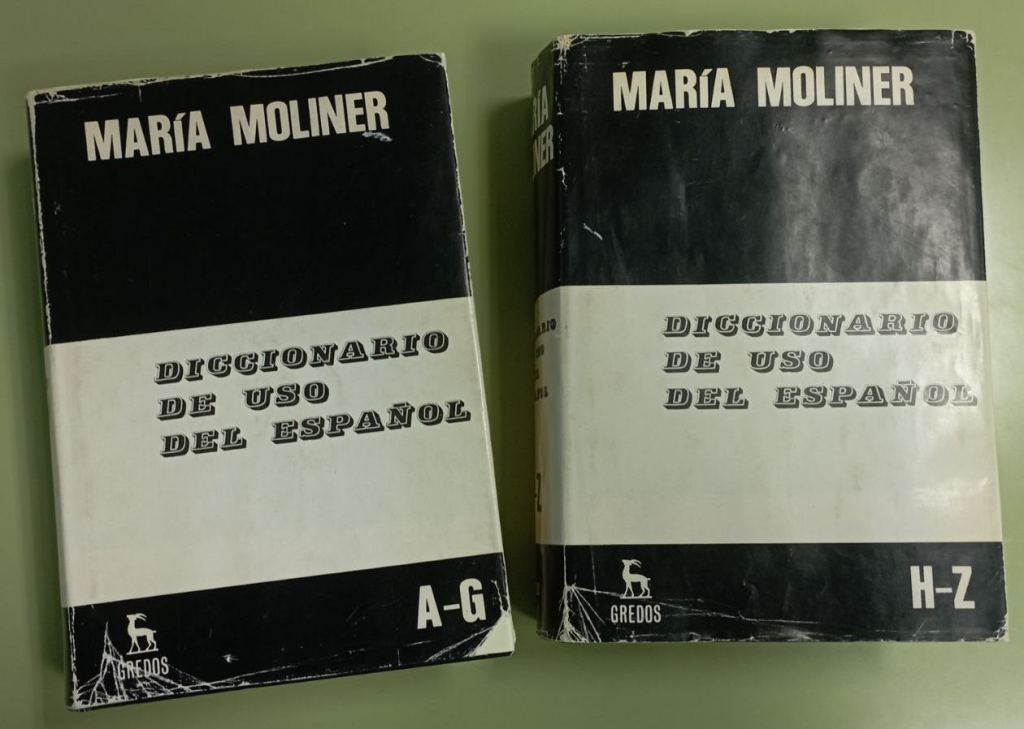 MARÍA MOLINER
DICCIONARIO
DE USO
DEL ESPAÑOL
A-G
GREDOS
MARÍA MOLINER
DICCIONARIO
DE USO
DEL ESPAÑOL
H-Z
GREDOS